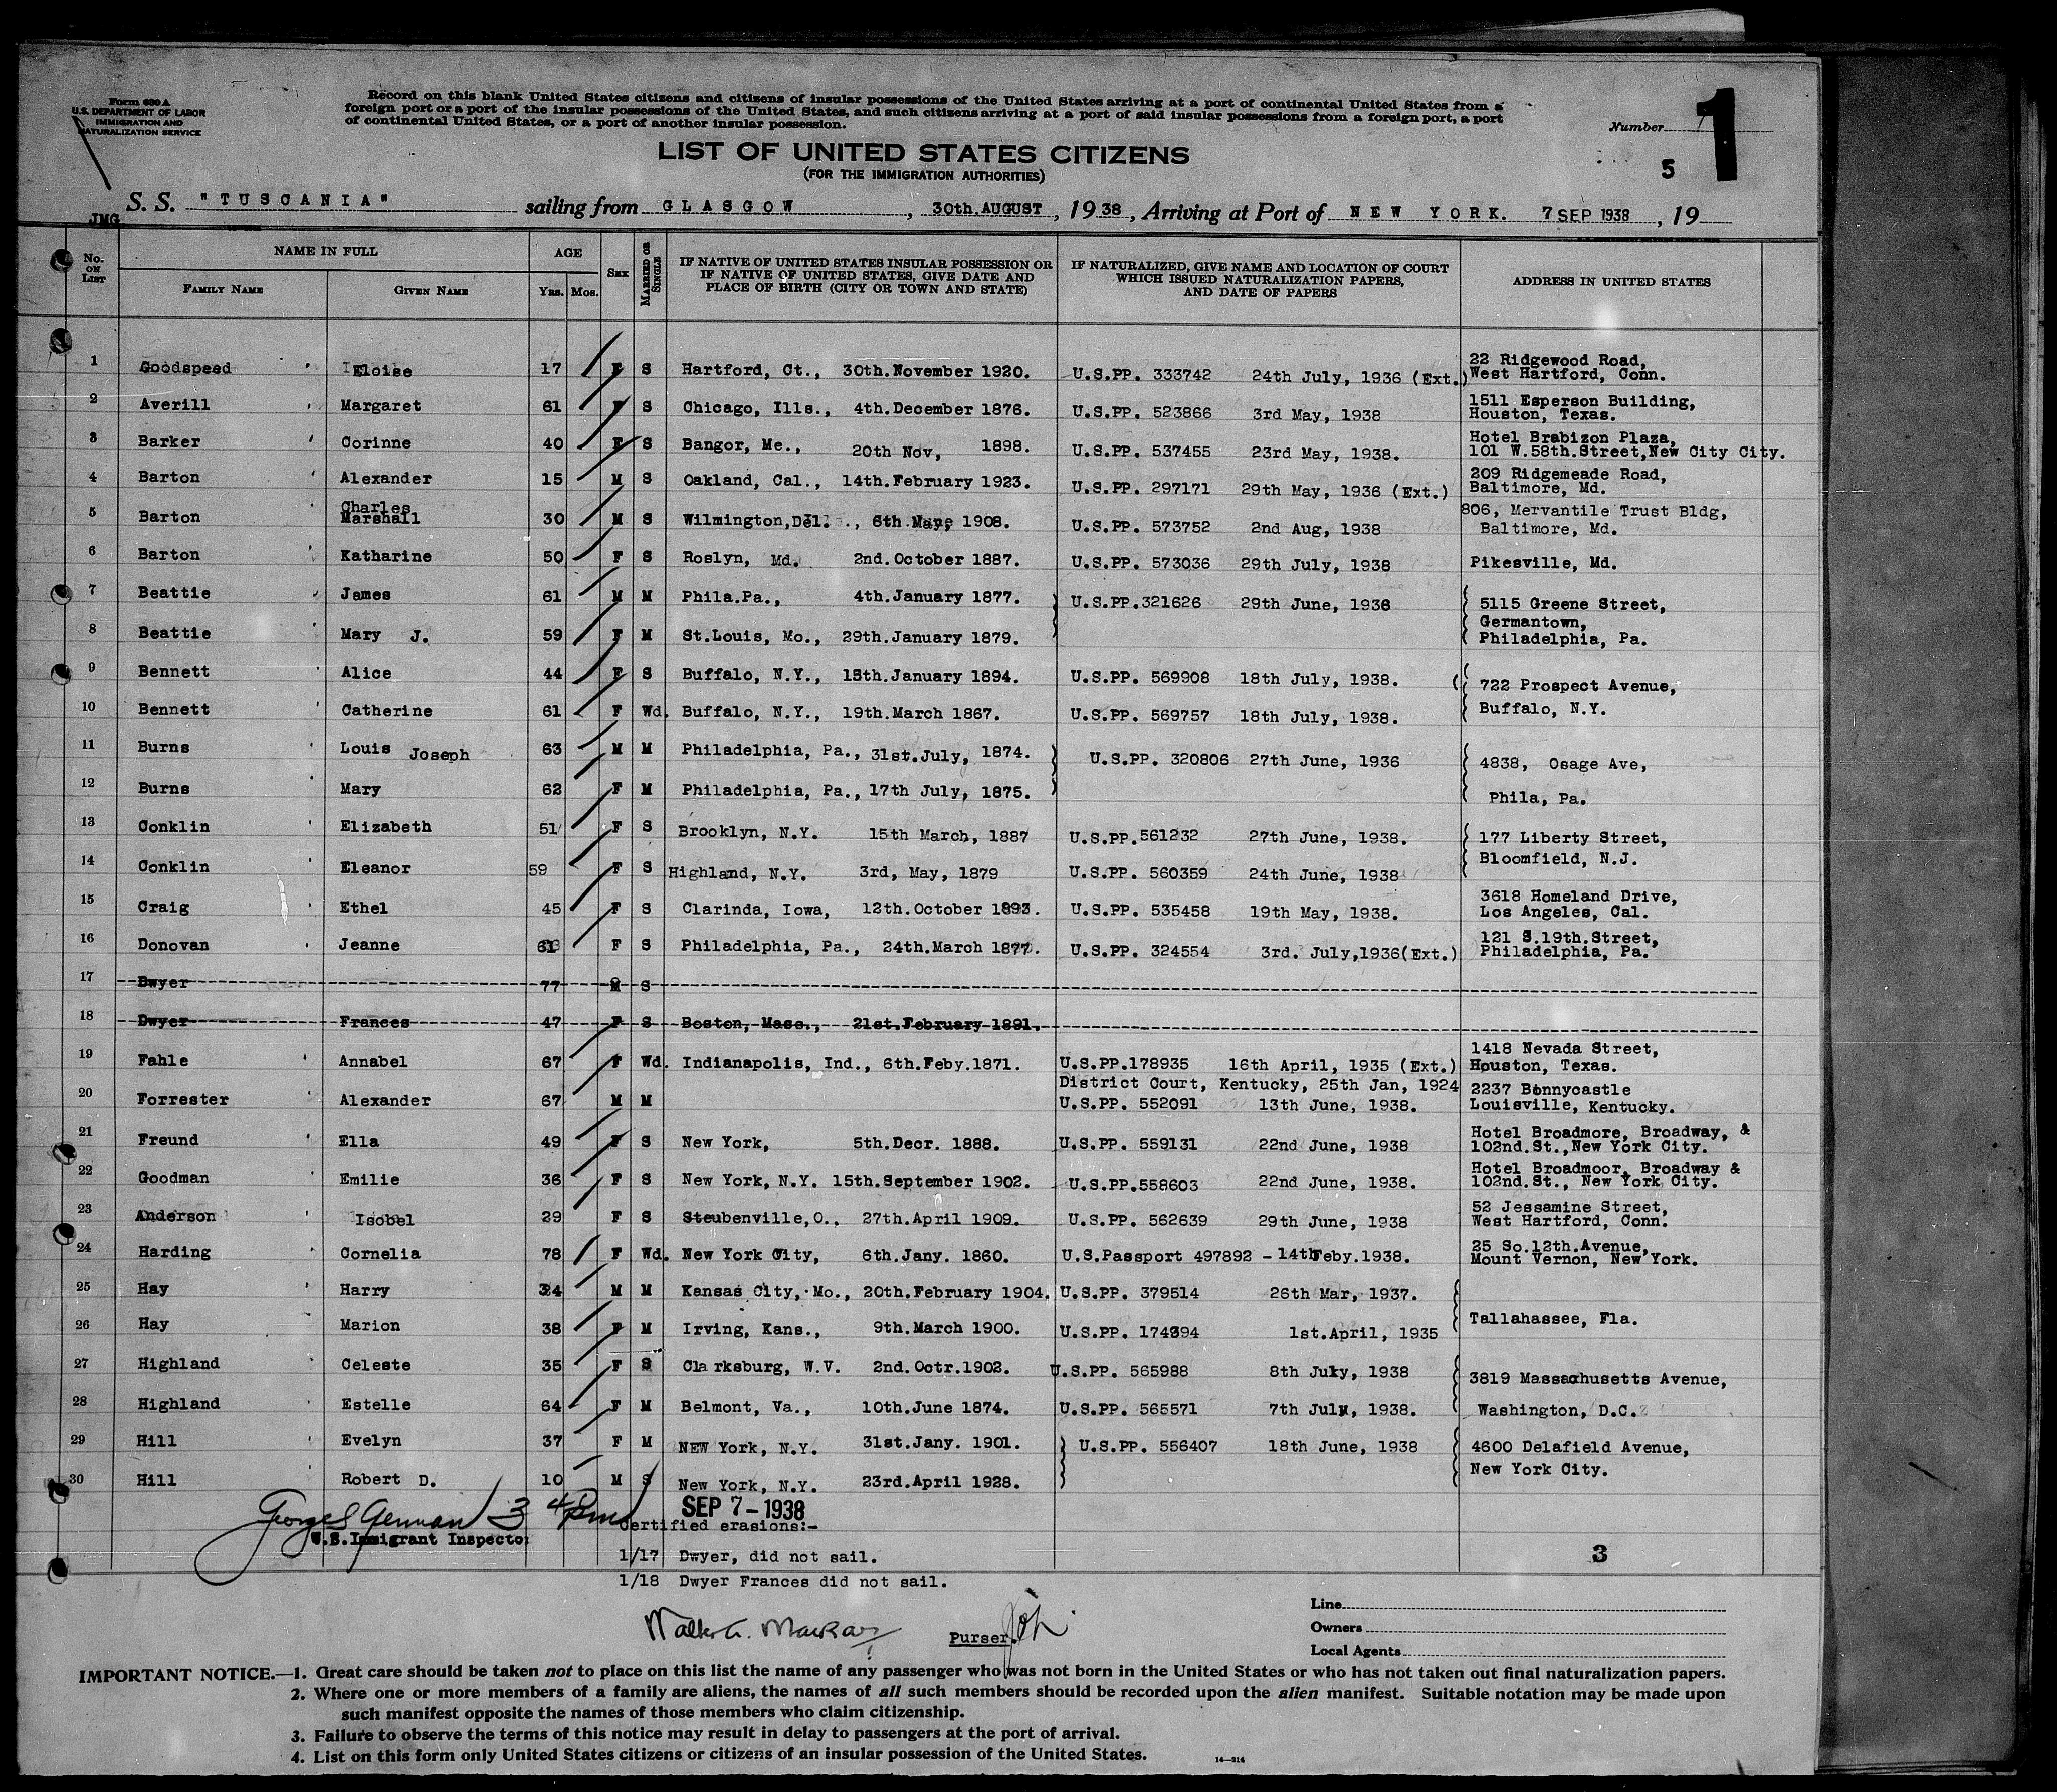 Form 630 A
U.S. DEPARTMENT OF LABOR
IMMIGRATION AND
NATURALIZATION SERVICE
Record on this blank United States citizens and citizens of insular possessions of the United States arriving at a port of continental United States from a
foreign port or a port of the insular possessions of the United States, and such citizens arriving at a port of said insular possessions from a foreign port, a port
of continental United States, or a port of another insular possession.
Number 1
LIST OF UNITED STATES CITIZENS
(FOR THE IMMIGRATION AUTHORITIES)
5
JMG
S. S. "TUSCANIA" sailing from GLASGOW, 30th.AUGUST, 1938, Arriving at Port of NEW YORK. 7 SEP 1938, 19
No. ON LIST NAME IN FULL AGE SEX MARRIED OR SINGLE IF NATIVE OF UNITED STATES INSULAR POSSESSION OR IF NATIVE OF UNITED STATES, GIVE DATE AND PLACE OF BIRTH (CITY OR TOWN AND STATE) IF NATURALIZED, GIVE NAME AND LOCATION OF COURT WHICH ISSUED NATURALIZATION PAPERS, AND DATE OF PAPERS ADDRESS IN UNITED STATES
FAMILY NAME GIVEN NAME YRS. MOS.
1 Goodspeed Eloise 17 F S Hartford, Ct., 30th.November 1920. U.S.PP. 333742 24th July, 1936 (Ext.) 22 Ridgewood Road, West Hartford, Conn.
2 Averill Margaret 61 F S Chicago, Ills., 4th.December 1876. U.S.PP. 523866 3rd May, 1938 1511 Esperson Building, Houston, Texas.
3 Barker Corinne 40 F S Bangor, Me., 20th Nov, 1898. U.S.PP. 537455 23rd May, 1938. Hotel Brabizon Plaza, 101 W.58th.Street,New City City.
4 Barton Alexander 15 M S Oakland, Cal., 14th.February 1923. U.S.PP. 297171 29th May, 1936 (Ext.) 209 Ridgemeade Road, Baltimore, Md.
5 Barton Charles Marshall 30 M S Wilmington,Del., 6th 1908. U.S.PP. 573752 2nd Aug, 1938 806, Mervantile Trust Bldg, Baltimore, Md.
6 Barton Katharine 50 F S Roslyn, Md. 2nd.October 1887. U.S.PP. 573036 29th July, 1938 Pikesville, Md.
7 Beattie James 61 M M Phila.Pa., 4th.January 1877. U.S.PP.321626 29th June, 1938 5115 Greene Street,
Germantown,
8 Beattie Mary J. 59 F M St.Louis, Mo., 29th.January 1879. Philadelphia, Pa.
9 Bennett Alice 44 F S Buffalo, N.Y., 15th.January 1894. U.S.PP. 569908 18th July, 1938. 722 Prospect Avenue,
10 Bennett Catherine 61 F Wd. Buffalo, N.Y., 19th.March 1867. U.S.PP. 569757 18th July, 1938. Buffalo, N.Y.
11 Burns Louis Joseph 63 M M Philadelphia, Pa., 31st.July, 1874. U.S.PP. 320806 27th June, 1936 4838, Osage Ave,
12 Burns Mary 62 F M Philadelphia, Pa., 17th July, 1875. Phila, Pa.
13 Conklin Elizabeth 51 F S Brooklyn, N.Y. 15th March, 1887 U.S.PP.561232 27th June, 1938. 177 Liberty Street,
14 Conklin Eleanor 59 F S Highland, N.Y. 3rd, May, 1879 U.S.PP. 560359 24th June, 1938 Bloomfield, N.J.
15 Craig Ethel 45 F S Clarinda, Iowa, 12th.October 1893. U.S.PP. 535458 19th May, 1938. 3618 Homeland Drive, Los Angeles, Cal.
16 Donovan Jeanne 61 F S Philadelphia, Pa., 24th.March 1877. U.S.PP. 324554 3rd. July,1936(Ext.) 121 S.19th.Street, Philadelphia, Pa.
17 Dwyer 77 S
18 Dwyer Frances 47 F S Boston, Mass., 21st.February 1891.
19 Fahle Annabel 67 F Wd. Indianapolis, Ind., 6th.Feby.1871. U.S.PP.178935 16th April, 1935 (Ext.) 1418 Nevada Street, Houston, Texas.
20 Forrester Alexander 67 M M District Court, Kentucky, 25th Jan, 1924 U.S.PP. 552091 13th June, 1938. 2237 Bonnycastle Louisville, Kentucky.
21 Freund Ella 49 F S New York, 5th.Decr. 1888. U.S.PP. 559131 22nd June, 1938 Hotel Broadmore, Broadway, & 102nd.St.,New York City.
22 Goodman Emilie 36 F S New York, N.Y. 15th.September 1902. U.S.PP.558603 22nd June, 1938. Hotel Broadmoor, Broadway & 102nd.St., New York City.
23 Anderson Isobel 29 F S Steubenville,O., 27th.April 1909. U.S.PP. 562639 29th June, 1938 52 Jessamine Street, West Hartford, Conn.
24 Harding Cornelia 78 F Wd. New York City, 6th.Jany. 1860. U.S.Passport 497892 - 14th Feby.1938. 25 So.12th.Avenue, Mount Vernon, New York.
25 Hay Harry 34 M M Kansas City, Mo., 20th.February 1904. U.S.PP. 379514 26th Mar, 1937.
Tallahassee, Fla.
26 Hay Marion 38 F M Irving, Kans., 9th.March 1900. U.S.PP. 174394 1st.April, 1935
27 Highland Celeste 35 F S Clarksburg, W.V. 2nd.Octr.1902. U.S.PP. 565988 8th July, 1938 3819 Massachusetts Avenue,
28 Highland Estelle 64 F M Belmont, Va., 10th.June 1874. U.S.PP. 565571 7th July, 1938. Washington, D.C.
29 Hill Evelyn 37 F M NEW York, N.Y. 31st.Jany. 1901. U.S.PP. 556407 18th June, 1938 4600 Delafield Avenue,
30 Hill Robert D. 10 M S New York, N.Y. 23rd.April 1928. New York City.
SEP 7-1938
Certified erasions:-
U.S.Immigrant Inspector
1/17 Dwyer, did not sail. 3
1/18 Dwyer Frances did not sail.
Walter G. MacKay Purser.
Line
Owners
Local Agents
IMPORTANT NOTICE.—1. Great care should be taken not to place on this list the name of any passenger who was not born in the United States or who has not taken out final naturalization papers.
2. Where one or more members of a family are aliens, the names of all such members should be recorded upon the alien manifest. Suitable notation may be made upon
such manifest opposite the names of those members who claim citizenship.
3. Failure to observe the terms of this notice may result in delay to passengers at the port of arrival.
4. List on this form only United States citizens or citizens of an insular possession of the United States.
14—214